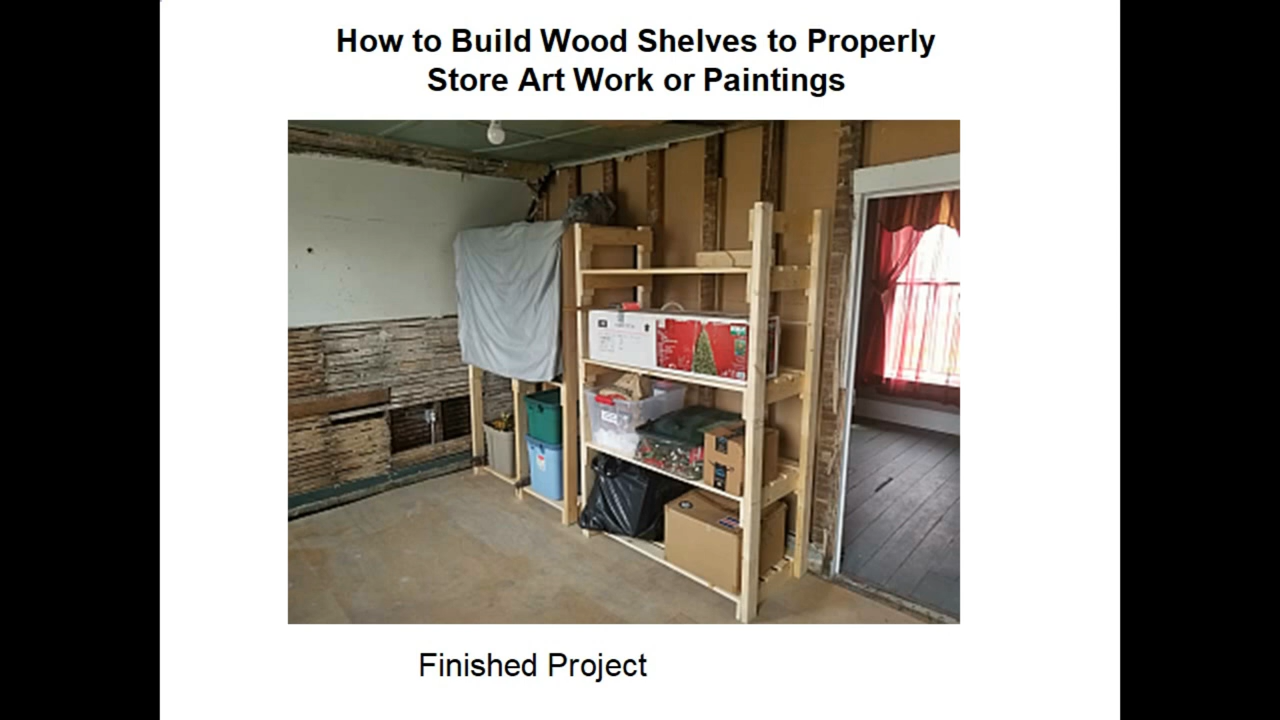 How to Build Wood Shelves to Properly
Store Art Work or Paintings
Finished Project